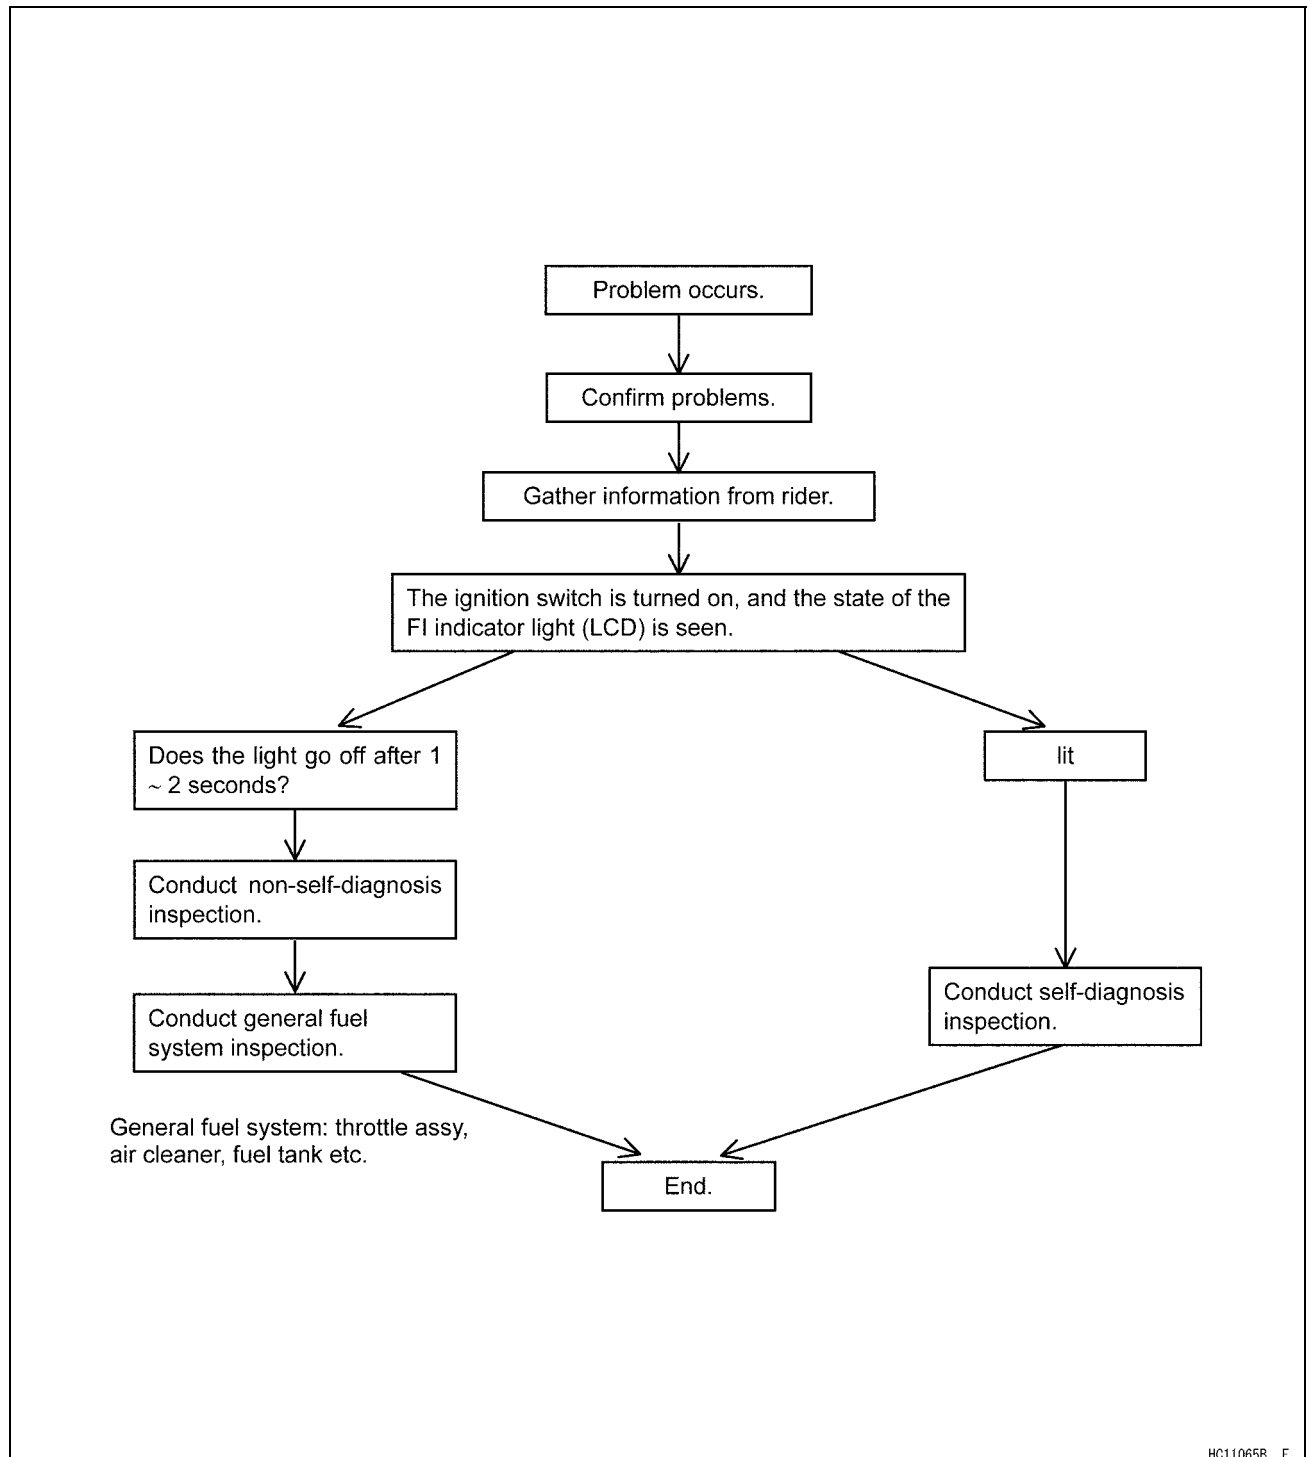 Problem occurs.
Confirm problems.
Gather information from rider.
The ignition switch is turned on, and the state of the
FI indicator light (LCD) is seen.
Does the light go off after 1
~ 2 seconds?
lit
Conduct non-self-diagnosis
inspection.
Conduct general fuel
system inspection.
Conduct self-diagnosis
inspection.
General fuel system: throttle assy,
air cleaner, fuel tank etc.
End.
HC11065B F